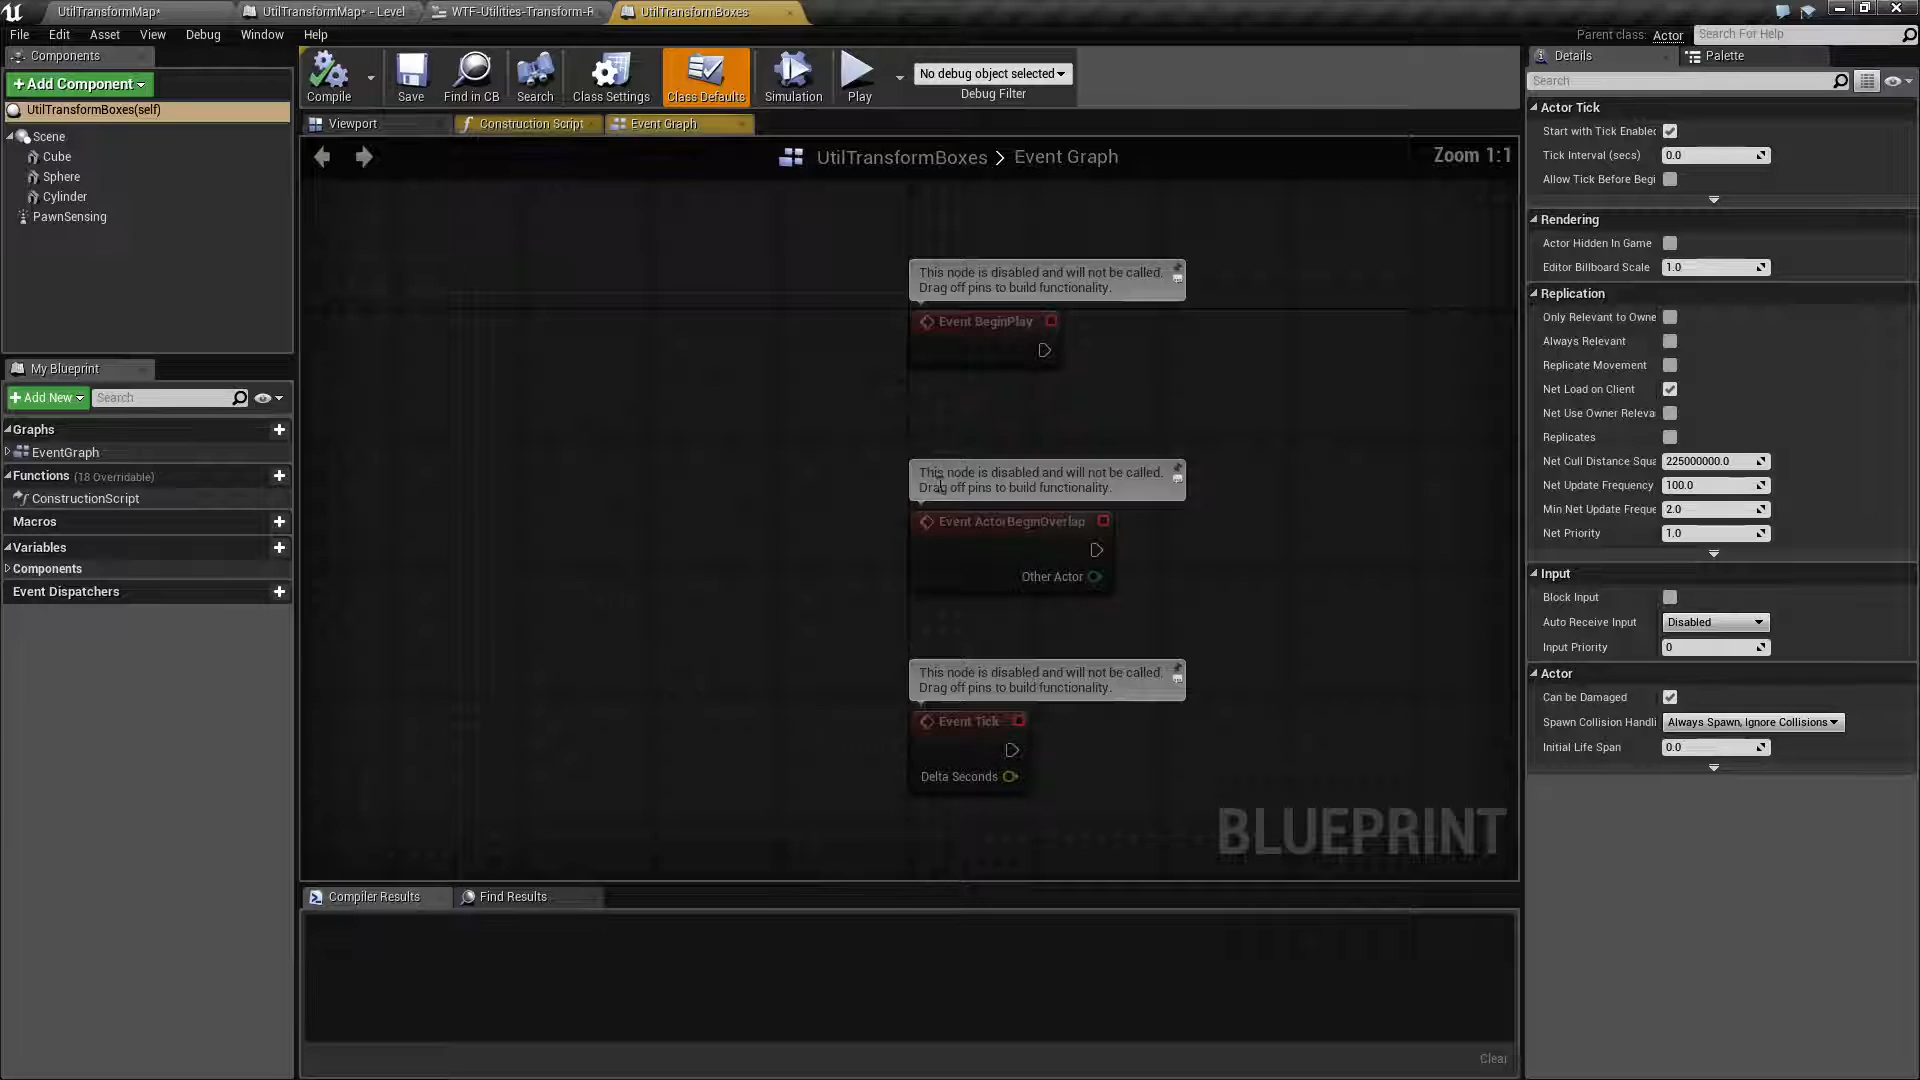 UtilTransformMap*
UtilTransformMap* - Level
WTF-Utilities-Transform-R
UtilTransformBoxes
File Edit Asset View Debug Window Help
Parent class: Actor
Search For Help
Components
+Add Component
UtilTransformBoxes(self)
Scene
Cube
Sphere
Cylinder
PawnSensing
Compile
Save
Find in CB
Search
Class Settings
Class Defaults
Simulation
Play
No debug object selected
Debug Filter
Viewport
Construction Script
Event Graph
UtilTransformBoxes > Event Graph
Zoom 1:1
This node is disabled and will not be called.
Drag off pins to build functionality.
Event BeginPlay
This node is disabled and will not be called.
Drag off pins to build functionality.
Event ActorBeginOverlap
Other Actor
This node is disabled and will not be called.
Drag off pins to build functionality.
Event Tick
Delta Seconds
BLUEPRINT
My Blueprint
+Add New
Search
Graphs
EventGraph
Functions (18 Overridable)
ConstructionScript
Macros
Variables
Components
Event Dispatchers
Compiler Results
Find Results
Clear
Details
Palette
Search
Actor Tick
Start with Tick Enabled
Tick Interval (secs) 0.0
Allow Tick Before Begi
Rendering
Actor Hidden In Game
Editor Billboard Scale 1.0
Replication
Only Relevant to Owne
Always Relevant
Replicate Movement
Net Load on Client
Net Use Owner Releva
Replicates
Net Cull Distance Squa 225000000.0
Net Update Frequency 100.0
Min Net Update Freque 2.0
Net Priority 1.0
Input
Block Input
Auto Receive Input Disabled
Input Priority 0
Actor
Can be Damaged
Spawn Collision Handli Always Spawn, Ignore Collisions
Initial Life Span 0.0